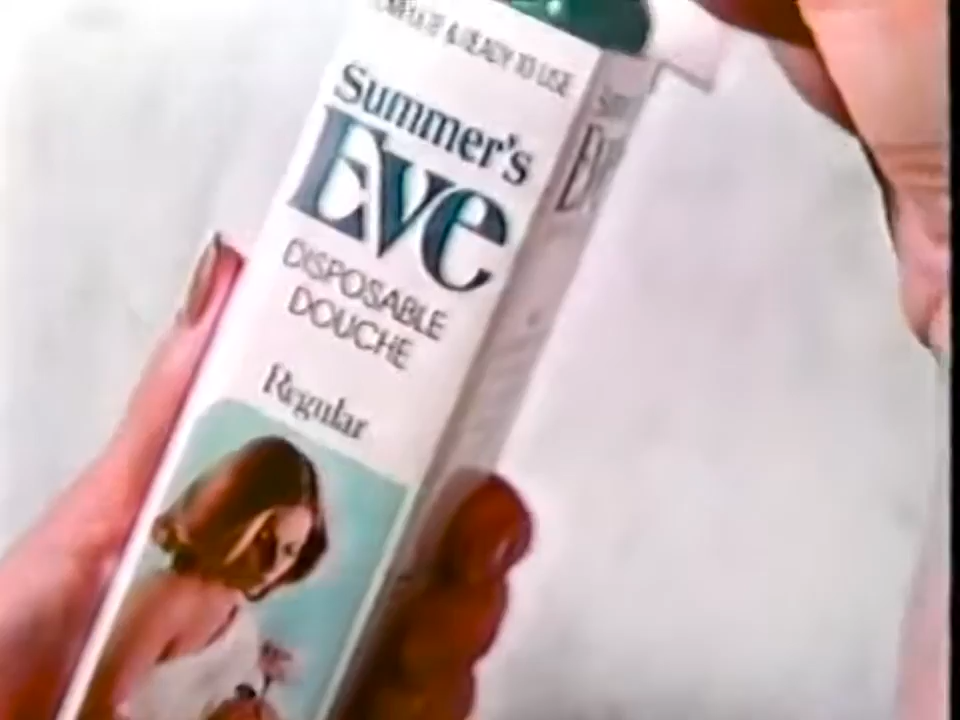 COMPLETE & READY TO USE
Summer's
Eve
DISPOSABLE
DOUCHE
Regular